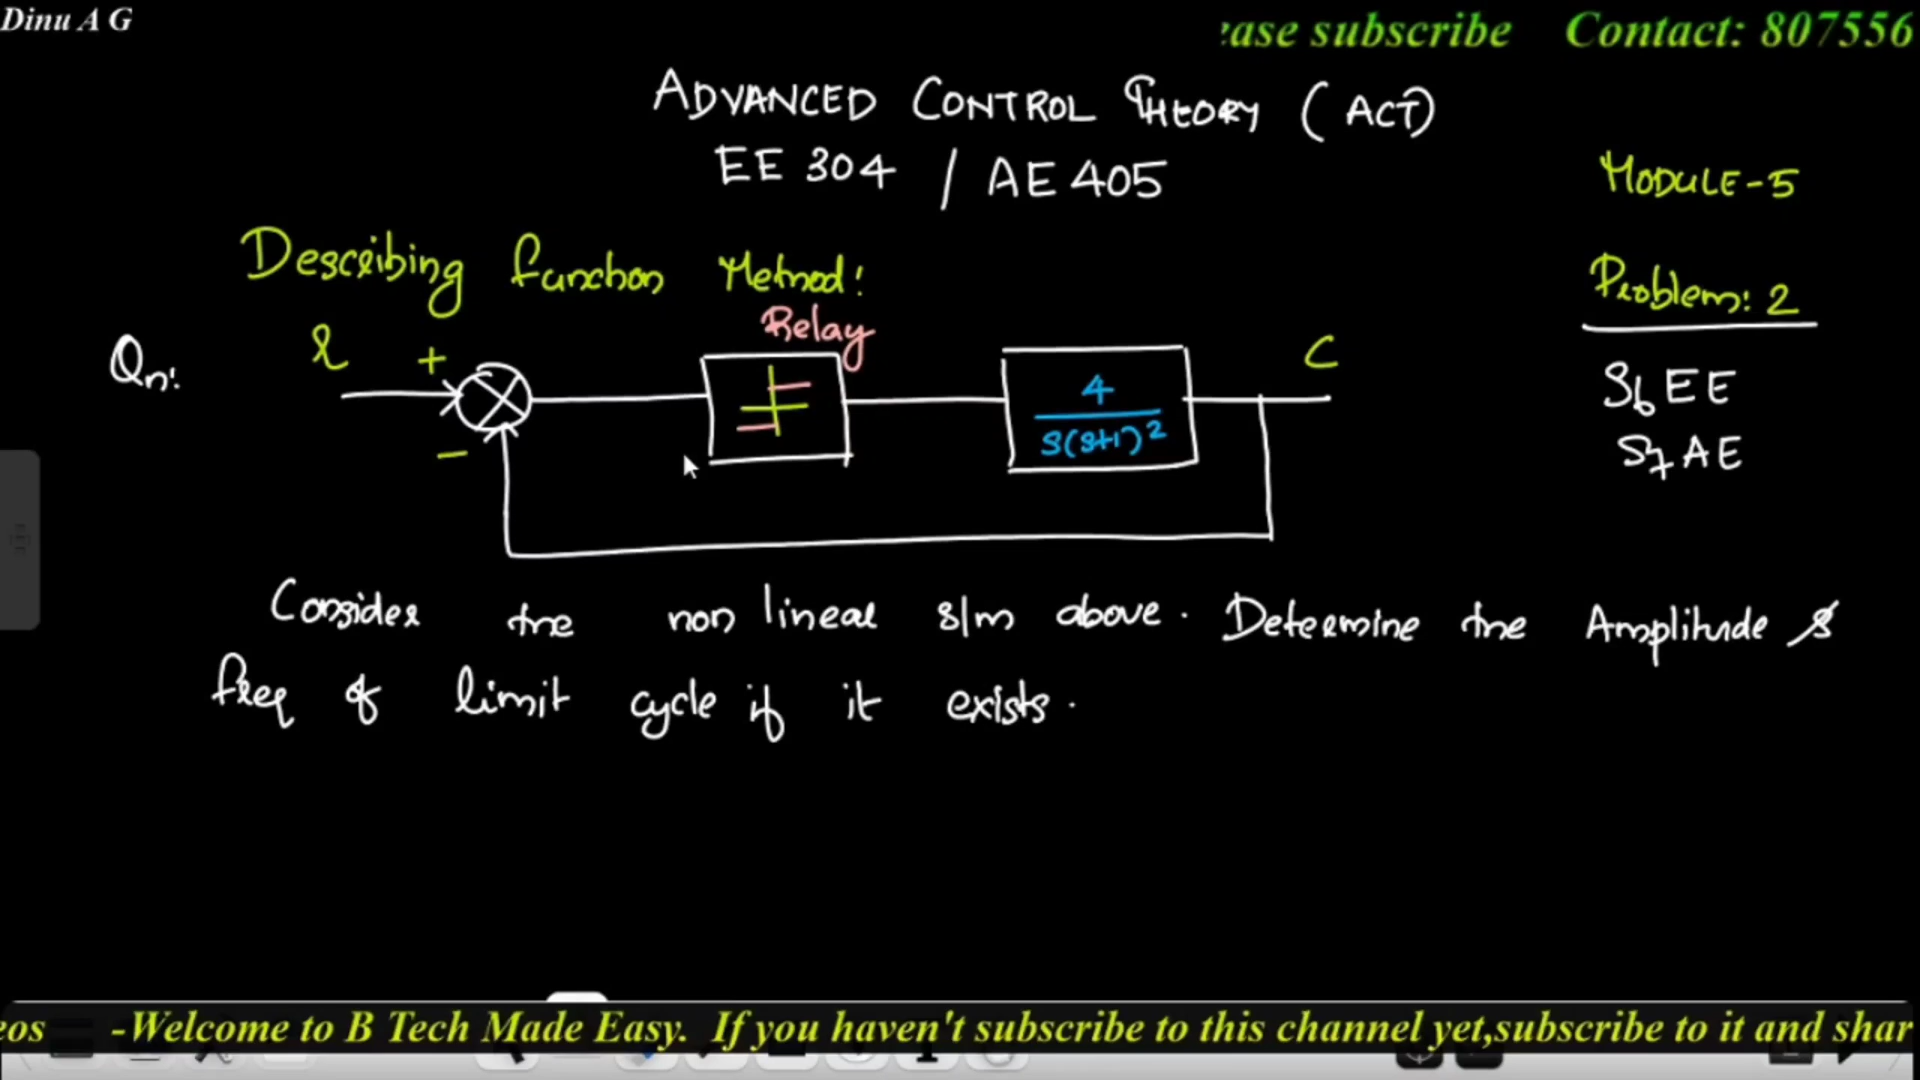 Dinu A G
ease subscribe Contact: 807556
ADVANCED CONTROL THEORY (ACT)
EE 304 / AE 405
MODULE-5
Describing function Method:
Problem: 2
Relay
Qn:
r
+
C
4
S(S+1)²
-
S6 EE
S7 AE
Consider the non linear s/m above. Determine the Amplitude &
freq of limit cycle if it exists.
eos -Welcome to B Tech Made Easy. If you haven't subscribe to this channel yet,subscribe to it and shar